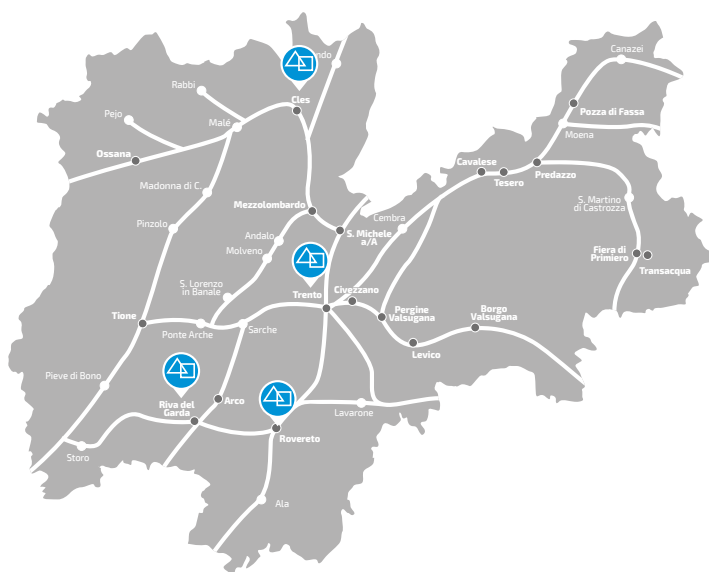 Canazei
ndo
Rabbi
Cles
Pozza di Fassa
Pejo
Malé
Moena
Ossana
Cavalese
Predazzo
Tesero
Madonna di C.
Mezzolombardo
S. Martino
di Castrozza
Cembra
Pinzolo
S. Michele
a/A
Andalo
Molveno
Fiera di
Primiero
Transacqua
S. Lorenzo
in Banale
Trento
Civezzano
Tione
Pergine
Valsugana
Borgo
Valsugana
Ponte Arche
Sarche
Levico
Pieve di Bono
Riva del
Garda
Arco
Lavarone
Rovereto
Storo
Ala